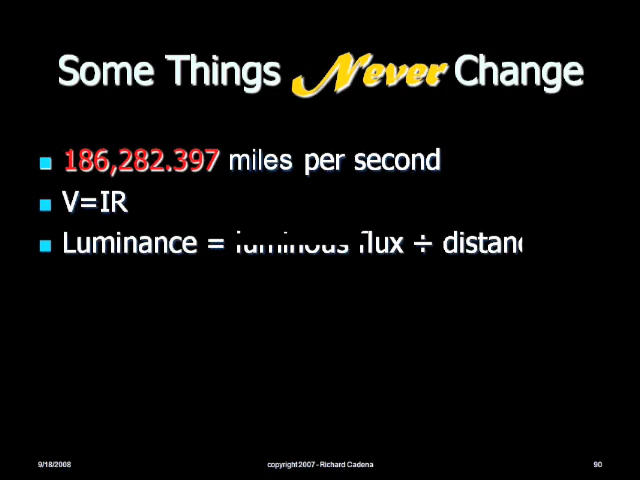 Some Things Never Change
186,282.397 miles per second
V=IR
Luminance = luminous flux ÷
9/18/2008 copyright 2007 - Richard Cadena 90